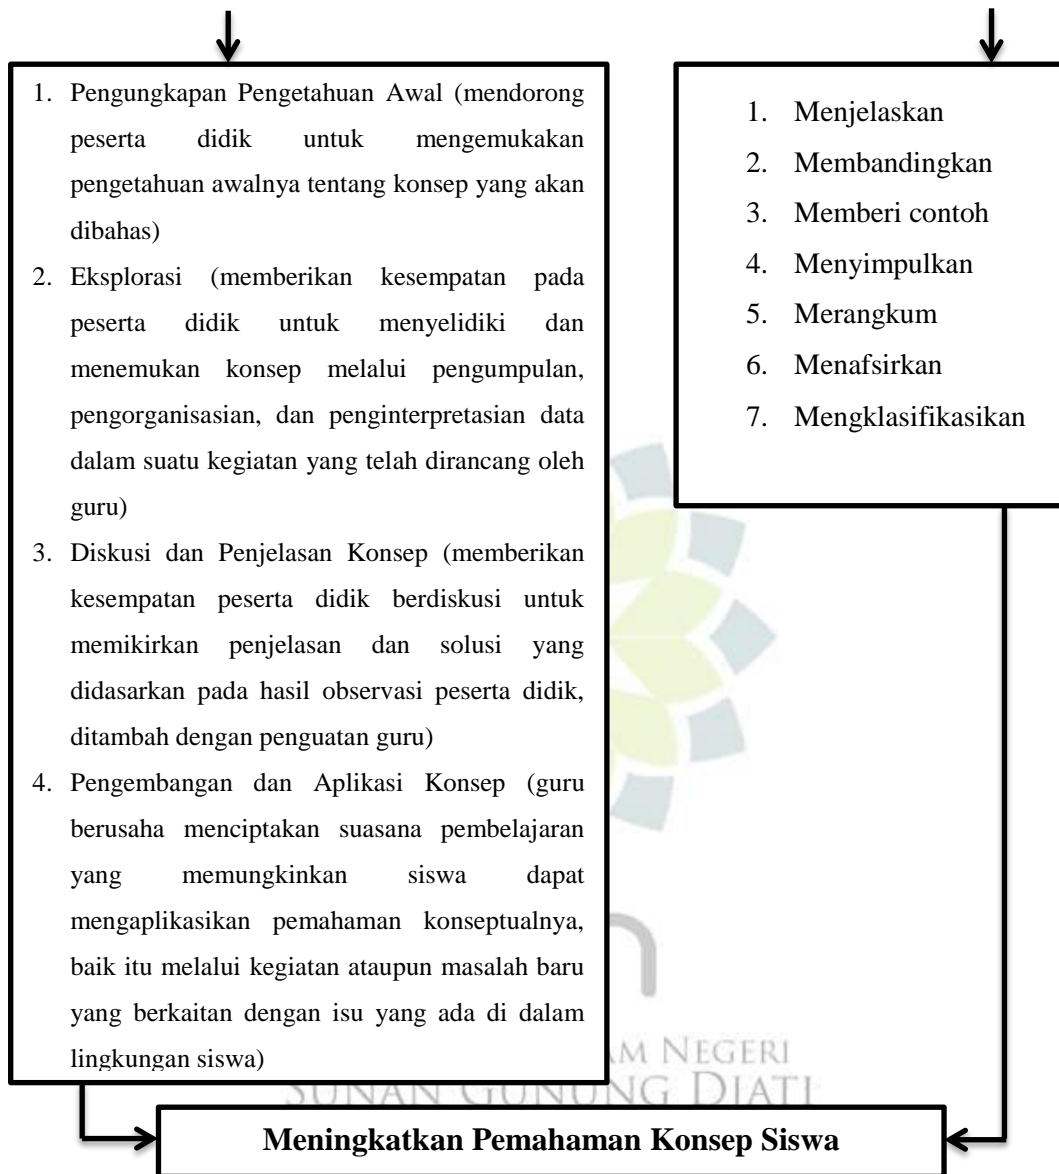 1. Pengungkapan Pengetahuan Awal (mendorong
peserta didik untuk mengemukakan
pengetahuan awalnya tentang konsep yang akan
dibahas)
2. Eksplorasi (memberikan kesempatan pada
peserta didik untuk menyelidiki dan
menemukan konsep melalui pengumpulan,
pengorganisasian, dan penginterpretasian data
dalam suatu kegiatan yang telah dirancang oleh
guru)
3. Diskusi dan Penjelasan Konsep (memberikan
kesempatan peserta didik berdiskusi untuk
memikirkan penjelasan dan solusi yang
didasarkan pada hasil observasi peserta didik,
ditambah dengan penguatan guru)
4. Pengembangan dan Aplikasi Konsep (guru
berusaha menciptakan suasana pembelajaran
yang memungkinkan siswa dapat
mengaplikasikan pemahaman konseptualnya,
baik itu melalui kegiatan ataupun masalah baru
yang berkaitan dengan isu yang ada di dalam
lingkungan siswa)
1. Menjelaskan
2. Membandingkan
3. Memberi contoh
4. Menyimpulkan
5. Merangkum
6. Menafsirkan
7. Mengklasifikasikan
AM NEGERI
SUNAN GUNUNG DJATI
Meningkatkan Pemahaman Konsep Siswa